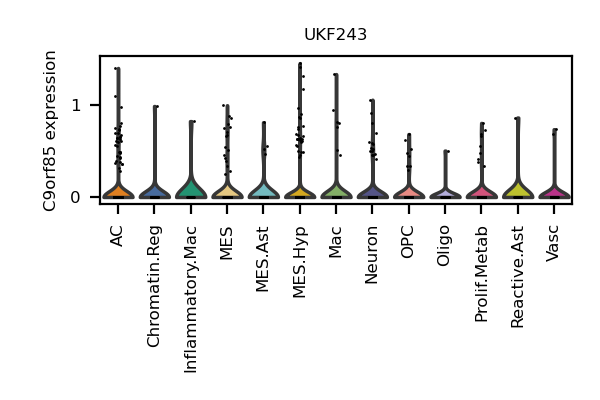 UKF243
C9orf85 expression
1
0
AC
Chromatin.Reg
Inflammatory.Mac
MES
MES.Ast
MES.Hyp
Mac
Neuron
OPC
Oligo
Prolif.Metab
Reactive.Ast
Vasc